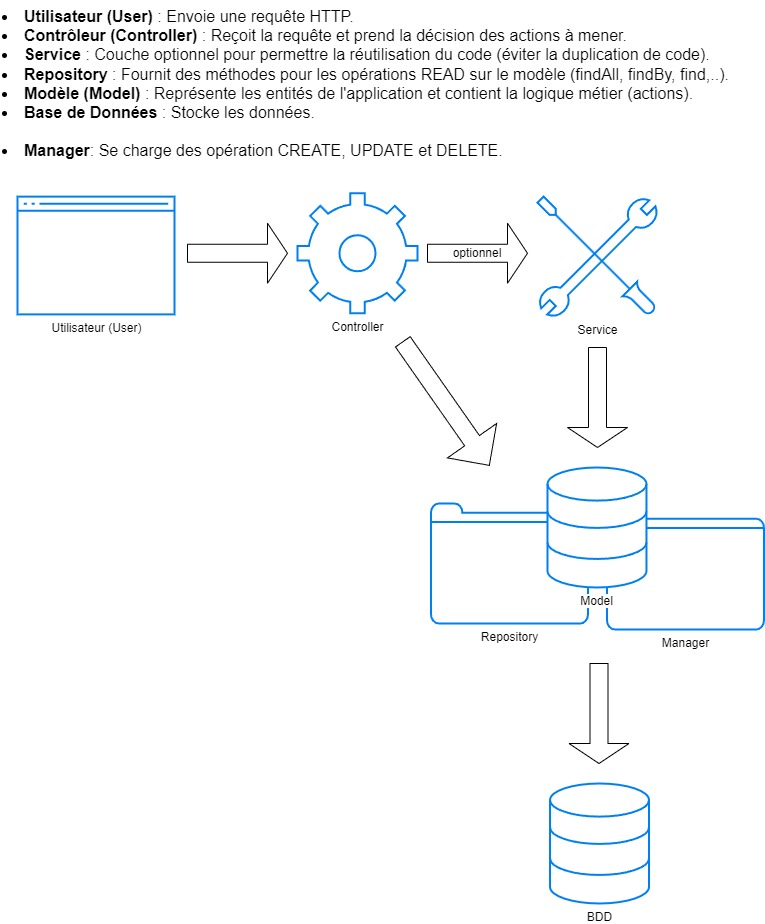 • Utilisateur (User) : Envoie une requête HTTP.
• Contrôleur (Controller) : Reçoit la requête et prend la décision des actions à mener.
• Service : Couche optionnel pour permettre la réutilisation du code (éviter la duplication de code).
• Repository : Fournit des méthodes pour les opérations READ sur le modèle (findAll, findBy, find,..).
• Modèle (Model) : Représente les entités de l'application et contient la logique métier (actions).
• Base de Données : Stocke les données.
• Manager: Se charge des opération CREATE, UPDATE et DELETE.
optionnel
Utilisateur (User)
Controller
Service
Model
Repository
Manager
BDD